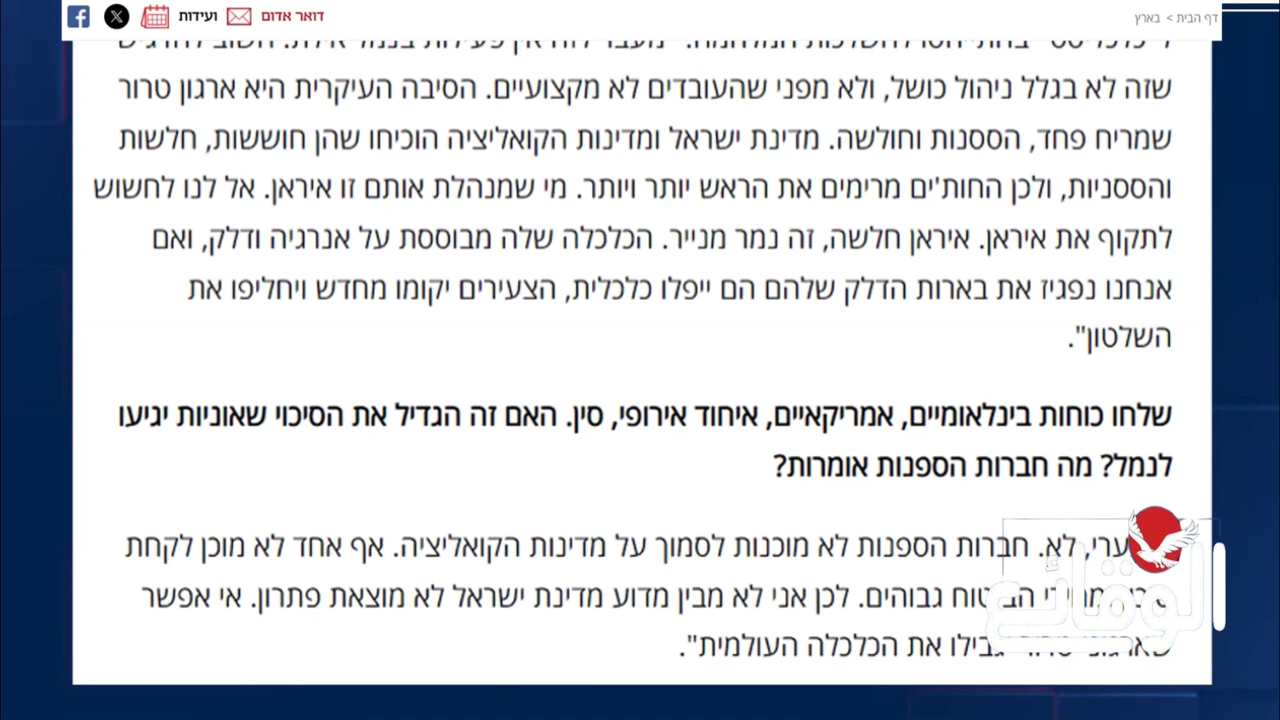 דף הבית > בארץ
ועידות
דואר אדום
שזה לא בגלל ניהול כושל, ולא מפני שהעובדים לא מקצועיים. הסיבה העיקרית היא ארגון טרור
שמריח פחד, הססנות וחולשה. מדינת ישראל ומדינות הקואליציה הוכיחו שהן חוששות, חלשות
והססניות, ולכן החות'ים מרימים את הראש יותר ויותר. מי שמנהלת אותם זו איראן. אל לנו לחשוש
לתקוף את איראן. איראן חלשה, זה נמר מנייר. הכלכלה שלה מבוססת על אנרגיה ודלק, ואם
אנחנו נפגיז את בארות הדלק שלהם הם ייפלו כלכלית, הצעירים יקומו מחדש ויחליפו את
השלטון".
שלחו כוחות בינלאומיים, אמריקאיים, איחוד אירופי, סין. האם זה הגדיל את הסיכוי שאוניות יגיעו
לנמל? מה חברות הספנות אומרות?
לא. חברות הספנות לא מוכנות לסמוך על מדינות הקואליציה. אף אחד לא מוכן לקחת
גבוהים. לכן אני לא מבין מדוע מדינת ישראל לא מוצאת פתרון. אי אפשר
את הכלכלה העולמית".
الوقائع